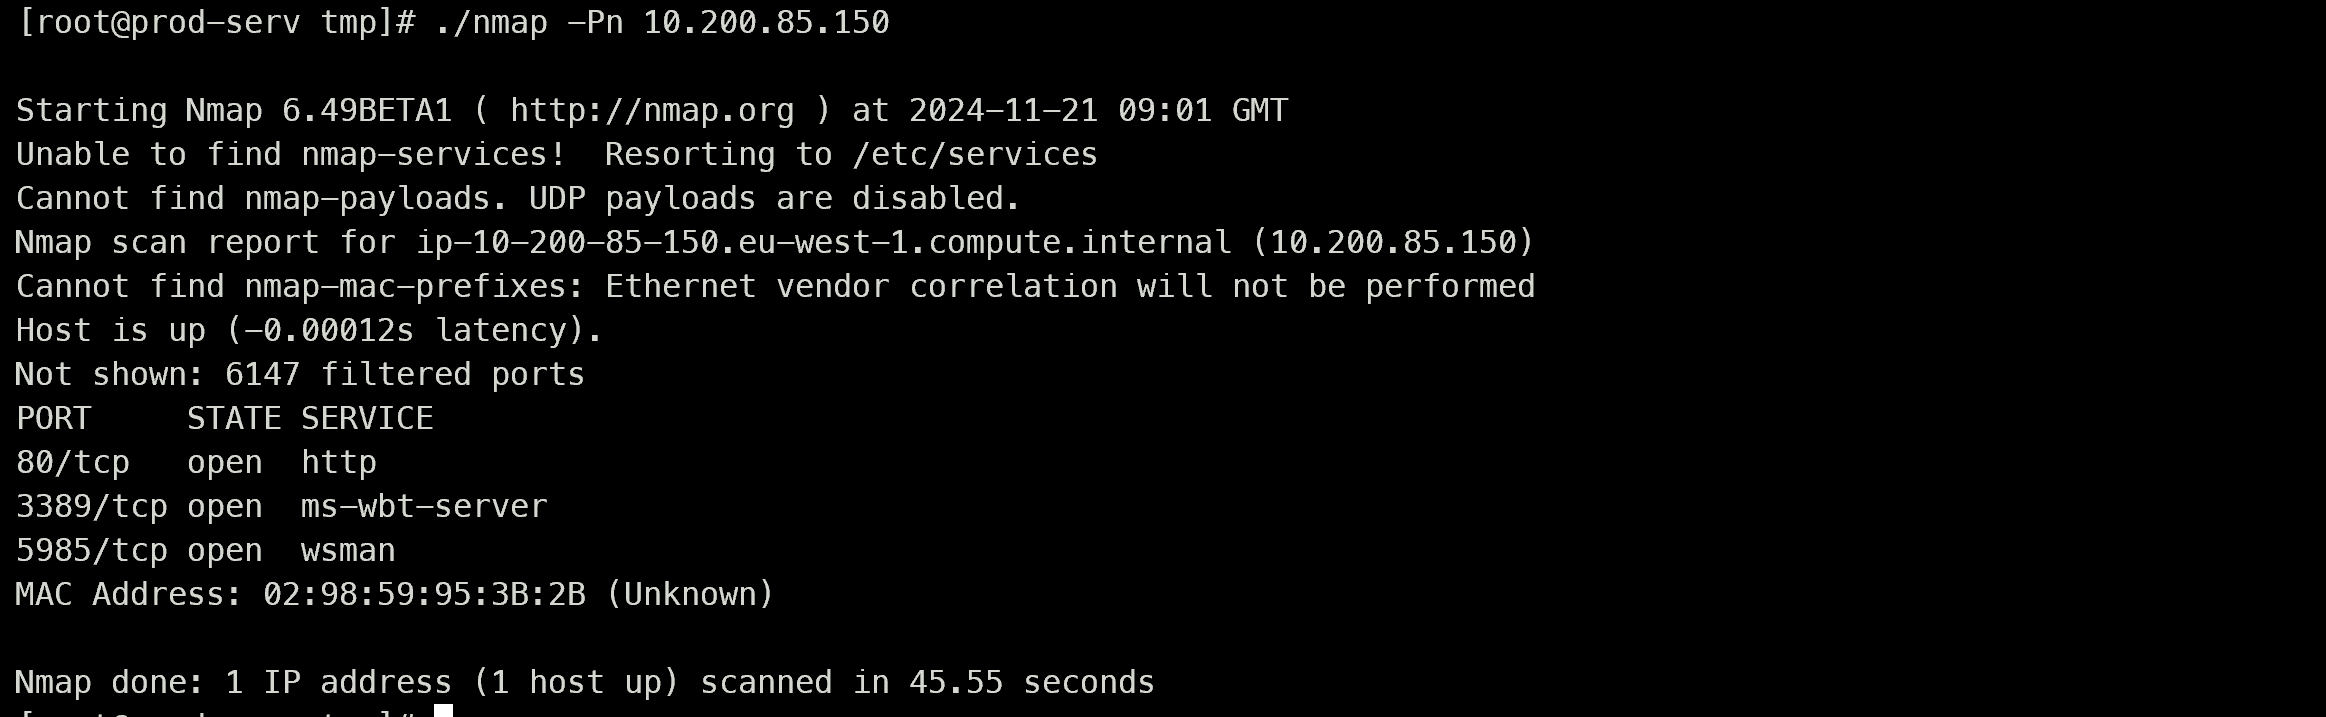 [root@prod-serv tmp]# ./nmap -Pn 10.200.85.150
Starting Nmap 6.49BETA1 ( http://nmap.org ) at 2024-11-21 09:01 GMT
Unable to find nmap-services!  Resorting to /etc/services
Cannot find nmap-payloads. UDP payloads are disabled.
Nmap scan report for ip-10-200-85-150.eu-west-1.compute.internal (10.200.85.150)
Cannot find nmap-mac-prefixes: Ethernet vendor correlation will not be performed
Host is up (-0.00012s latency).
Not shown: 6147 filtered ports
PORT     STATE SERVICE
80/tcp   open  http
3389/tcp open  ms-wbt-server
5985/tcp open  wsman
MAC Address: 02:98:59:95:3B:2B (Unknown)
Nmap done: 1 IP address (1 host up) scanned in 45.55 seconds